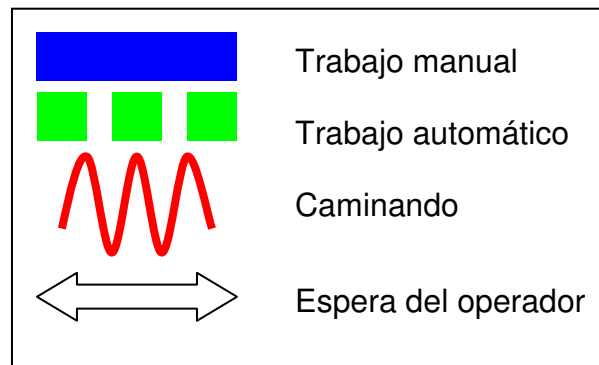 Trabajo manual
Trabajo automático
Caminando
Espera del operador